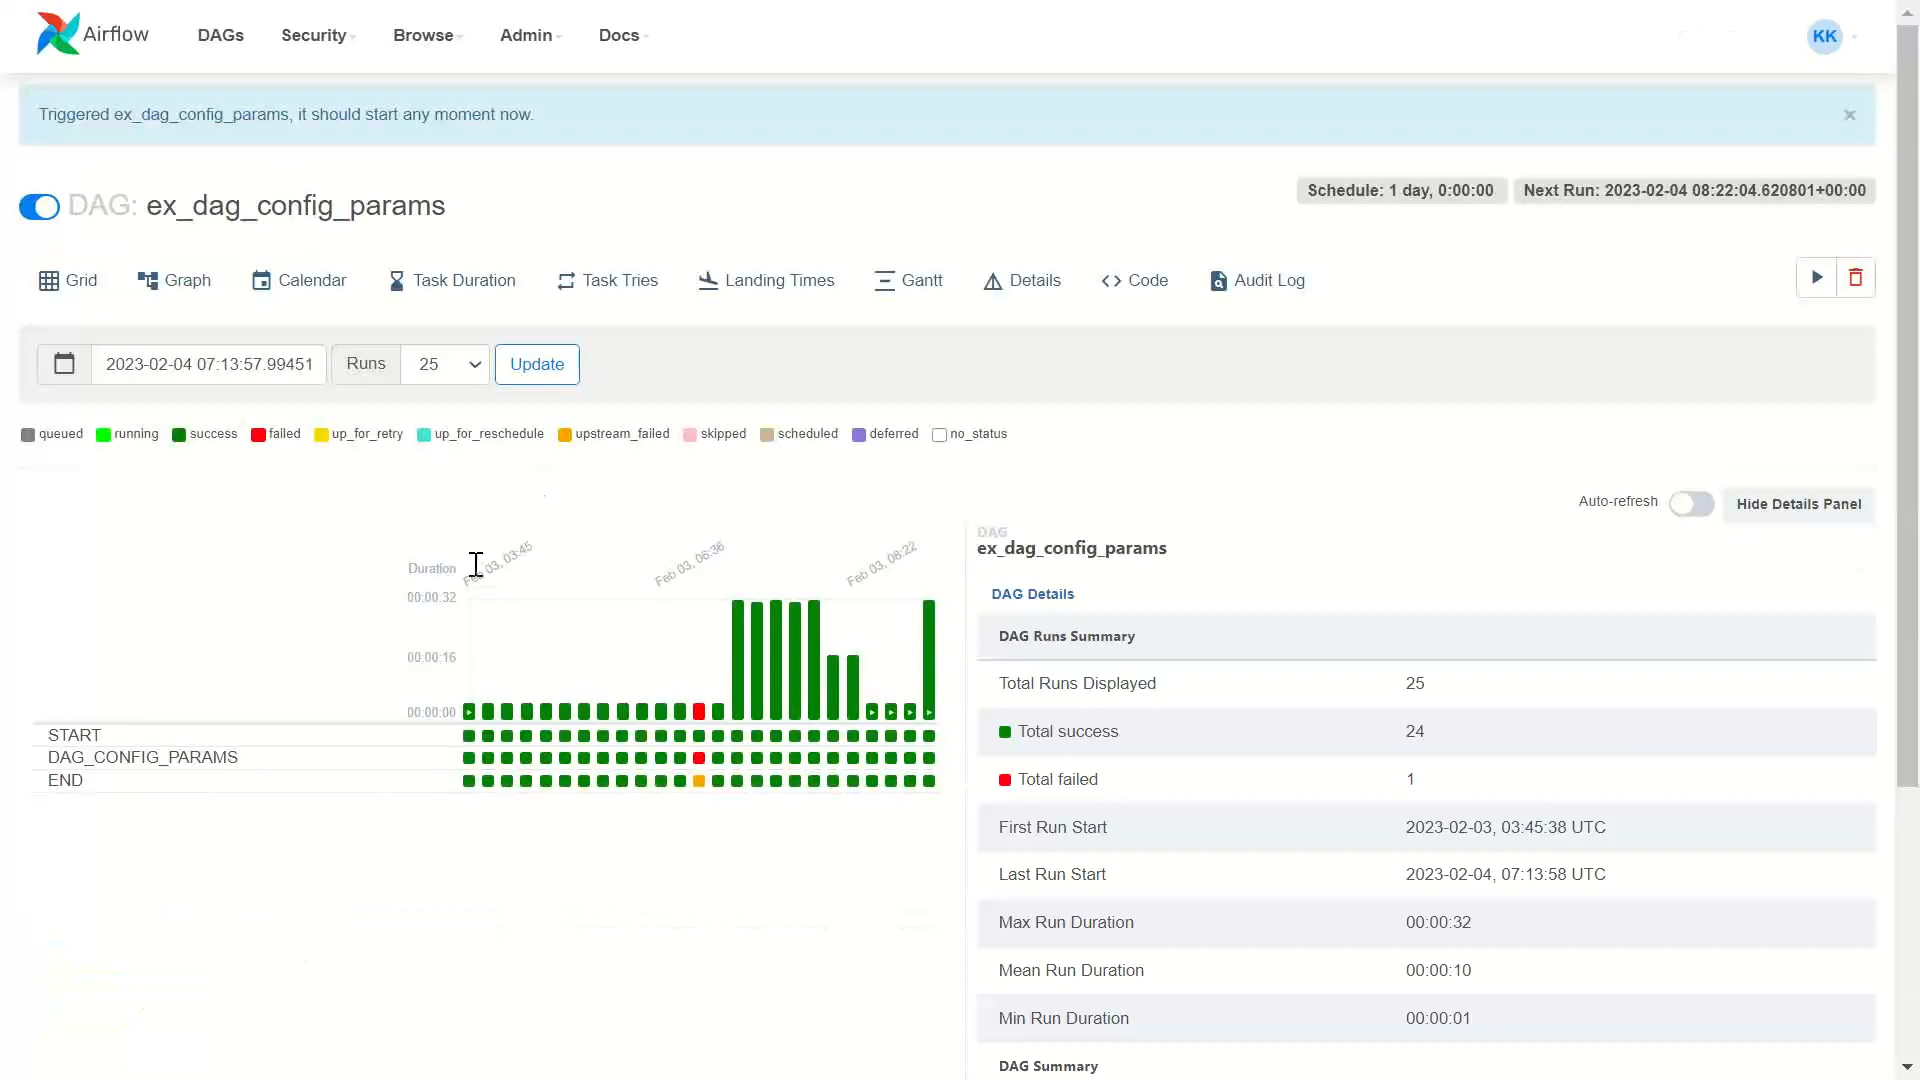 Airflow DAGs Security Browse Admin Docs KK
Triggered ex_dag_config_params, it should start any moment now. ×
DAG: ex_dag_config_params Schedule: 1 day, 0:00:00 Next Run: 2023-02-04 08:22:04.620801+00:00
Grid Graph Calendar Task Duration Task Tries Landing Times Gantt Details Code Audit Log
2023-02-04 07:13:57.99451 Runs 25 Update
queued running success failed up_for_retry up_for_reschedule upstream_failed skipped scheduled deferred no_status
Auto-refresh Hide Details Panel
Duration Feb 03, 03:45 Feb 03, 06:36 Feb 03, 08:22
00:00:32
00:00:16
00:00:00
START
DAG_CONFIG_PARAMS
END
DAG
ex_dag_config_params
DAG Details
DAG Runs Summary
Total Runs Displayed 25
Total success 24
Total failed 1
First Run Start 2023-02-03, 03:45:38 UTC
Last Run Start 2023-02-04, 07:13:58 UTC
Max Run Duration 00:00:32
Mean Run Duration 00:00:10
Min Run Duration 00:00:01
DAG Summary